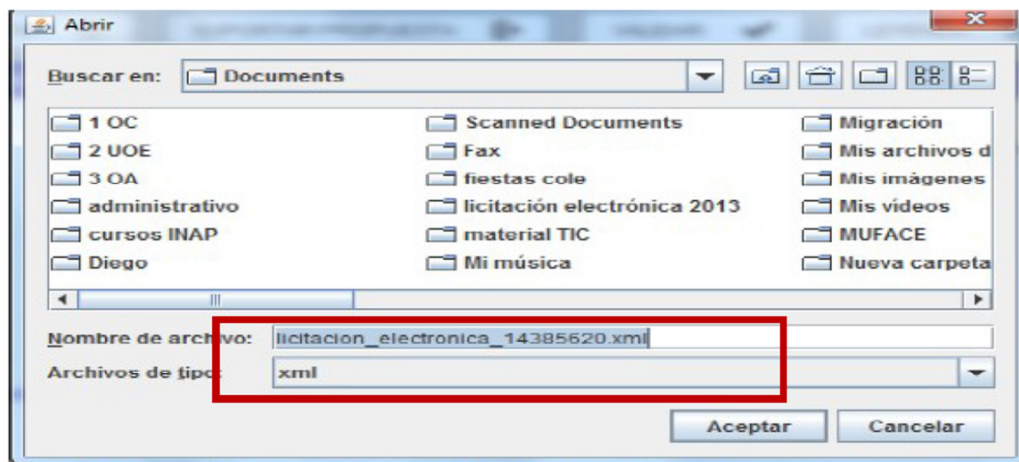 Abrir
Buscar en: Documents
1 OC Scanned Documents Migración
2 UOE Fax Mis archivos d
3 OA fiestas cole Mis imágenes
administrativo licitación electrónica 2013 Mis vídeos
cursos INAP material TIC MUFACE
Diego Mi música Nueva carpeta
Nombre de archivo: licitacion_electronica_14385620.xml
Archivos de tipo: xml
Aceptar Cancelar